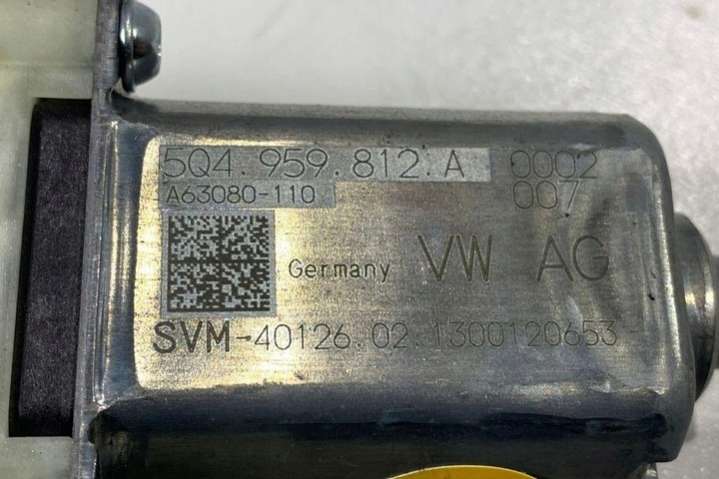 5Q4.959.812.A 0002
A63080-110 007
Germany VW AG
SVM-40126.02.1300120653